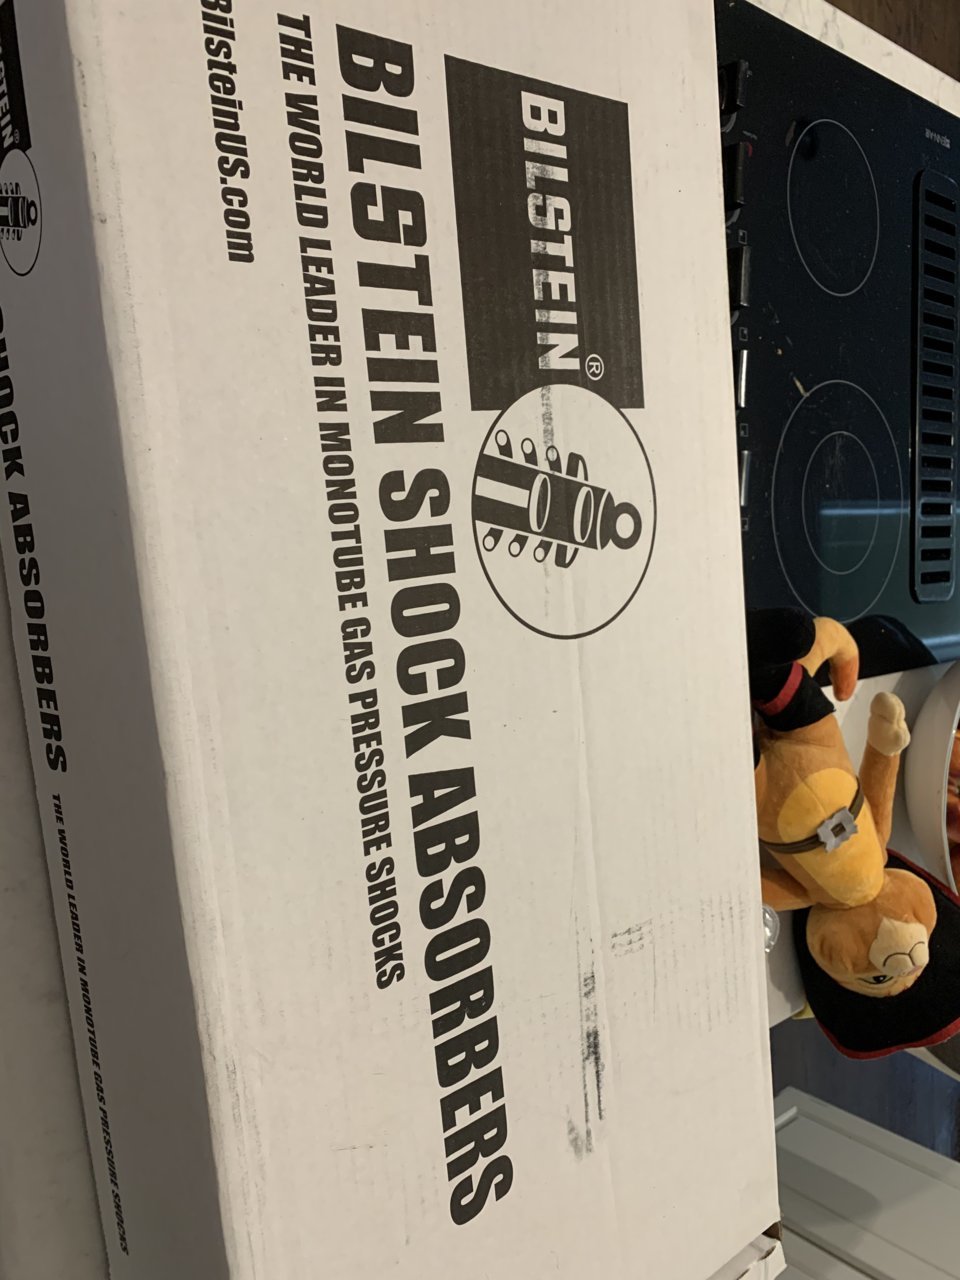 BILSTEIN®
BILSTEIN SHOCK ABSORBERS
THE WORLD LEADER IN MONOTUBE GAS PRESSURE SHOCKS
BilsteinUS.com
SHOCK ABSORBERS THE WORLD LEADER IN MONOTUBE GAS PRESSURE SHOCKS